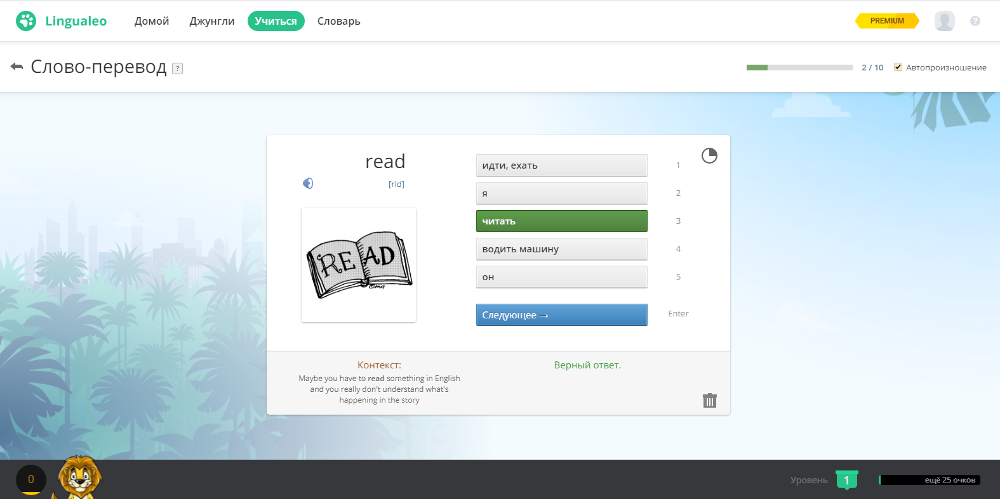 Lingualeo Домой Джунгли Учиться Словарь PREMIUM ?
Слово-перевод ? 2 / 10 Автопроизношение
read
[rid]
READ
идти, ехать 1
я 2
читать 3
водить машину 4
он 5
Следующее → Enter
Контекст:
Maybe you have to read something in English
and you really don't understand what's
happening in the story
Верный ответ.
0 Уровень 1 ещё 25 очков